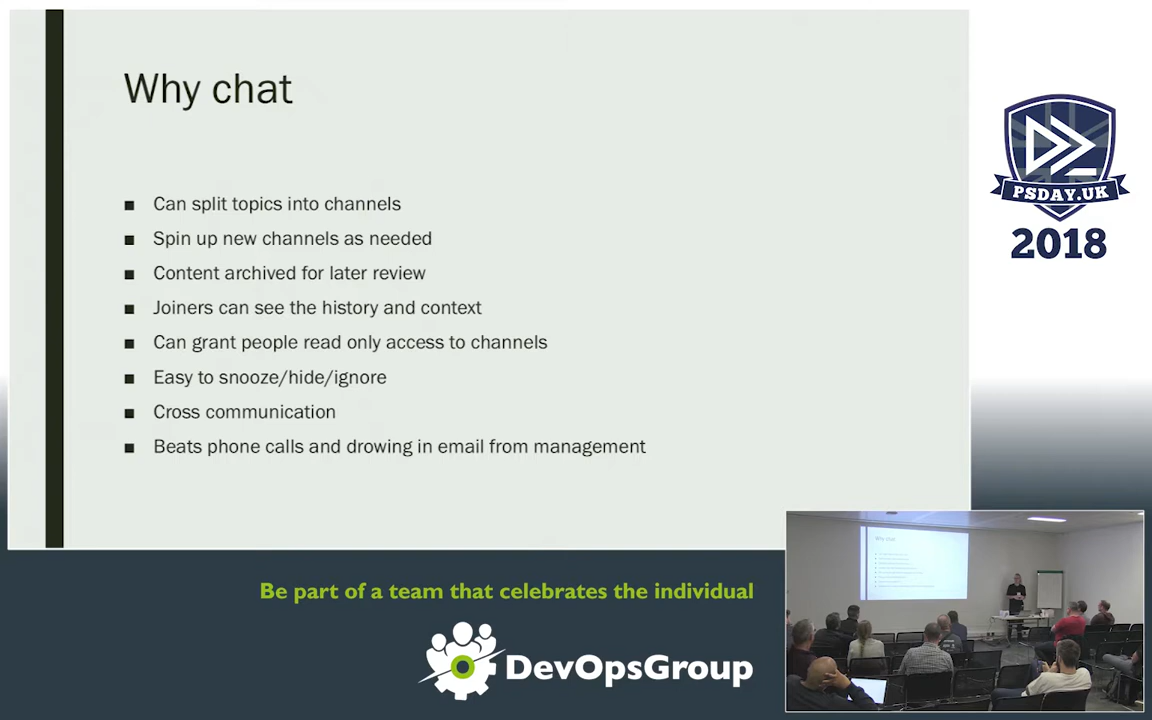 Why chat
Can split topics into channels
Spin up new channels as needed
Content archived for later review
Joiners can see the history and context
Can grant people read only access to channels
Easy to snooze/hide/ignore
Cross communication
Beats phone calls and drowing in email from management
PSDAY.UK
2018
Be part of a team that celebrates the individual
DevOpsGroup
Why chat